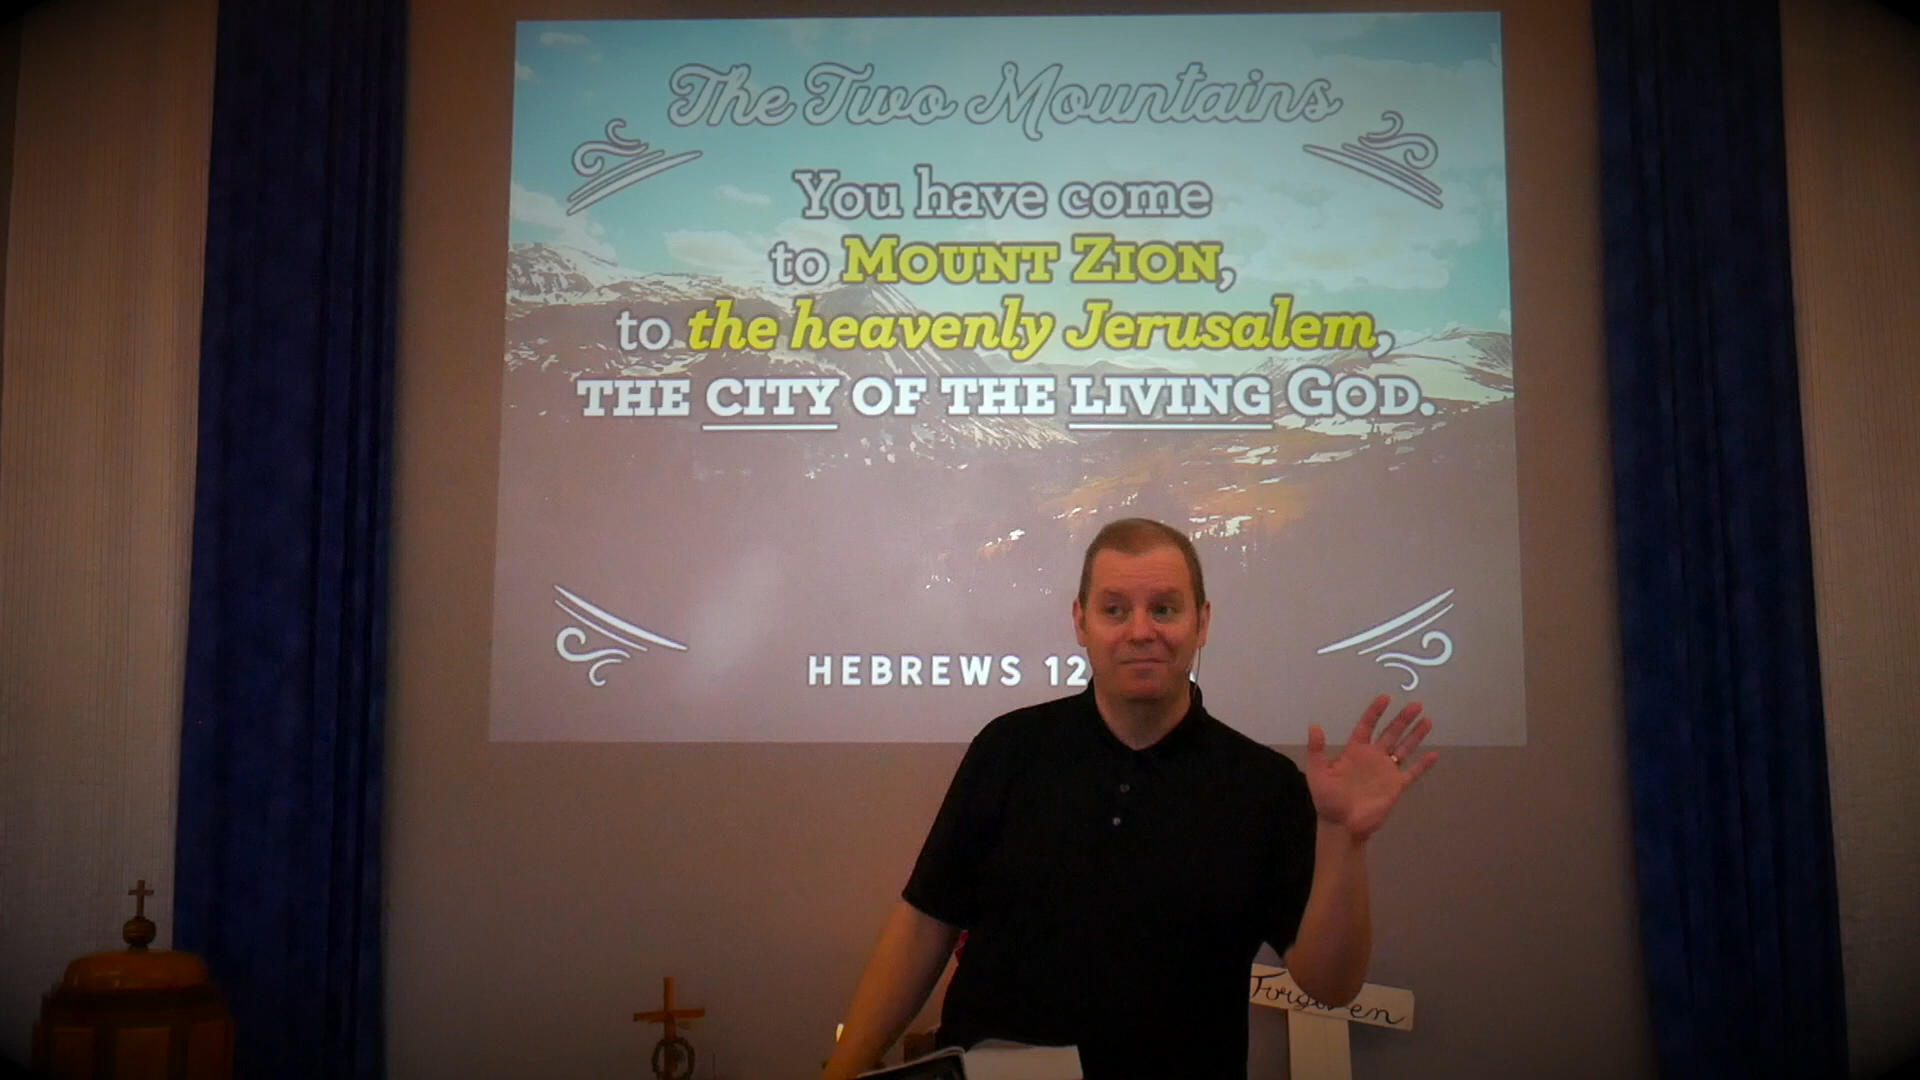 The Two Mountains
You have come
to MOUNT ZION,
to the heavenly Jerusalem,
THE CITY OF THE LIVING GOD.
HEBREWS 12
Forgiven